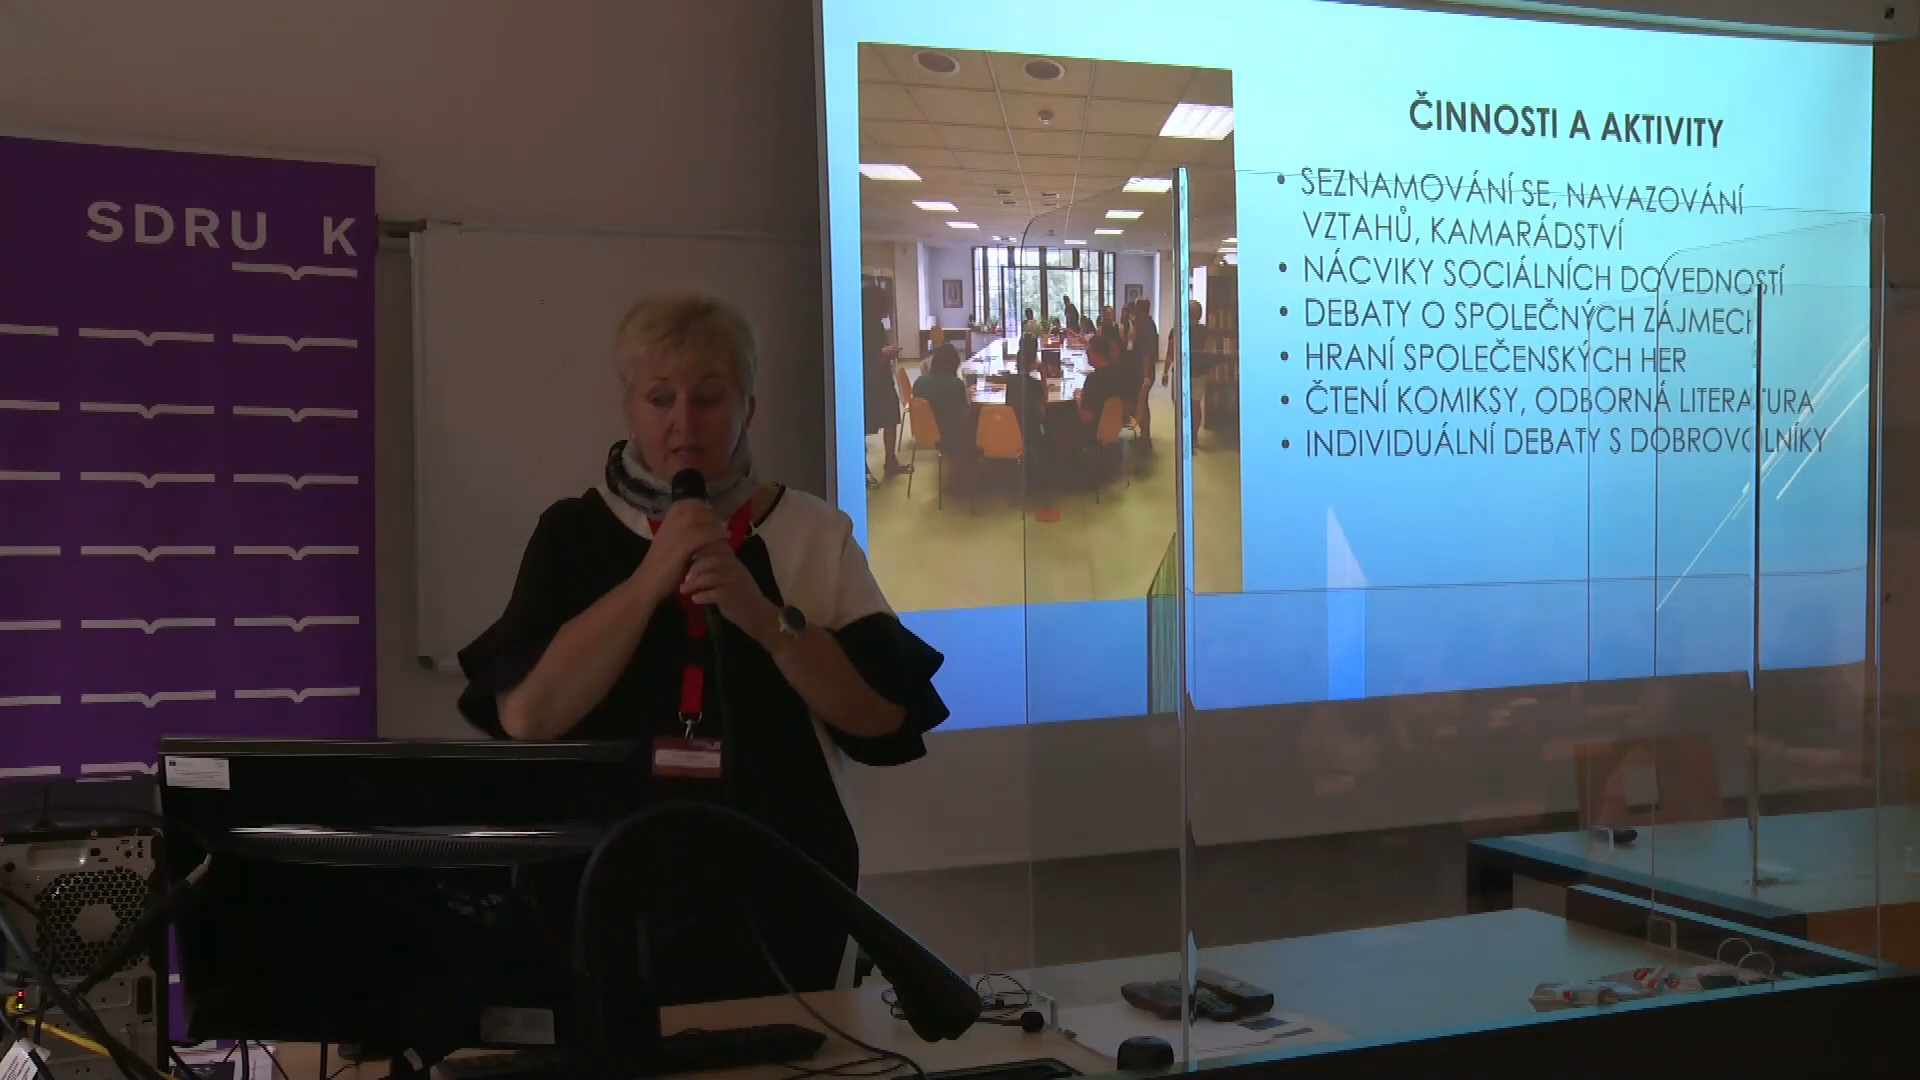 SDRU K
ČINNOSTI A AKTIVITY
• SEZNAMOVÁNÍ SE, NAVAZOVÁNÍ
VZTAHŮ, KAMARÁDSTVÍ
• NÁCVIKY SOCIÁLNÍCH DOVEDNOSTÍ
• DEBATY O SPOLEČNÝCH ZÁJMECH
• HRANÍ SPOLEČENSKÝCH HER
• ČTENÍ KOMIKSY, ODBORNÁ LITERATURA
• INDIVIDUÁLNÍ DEBATY S DOBROVOLNÍKY